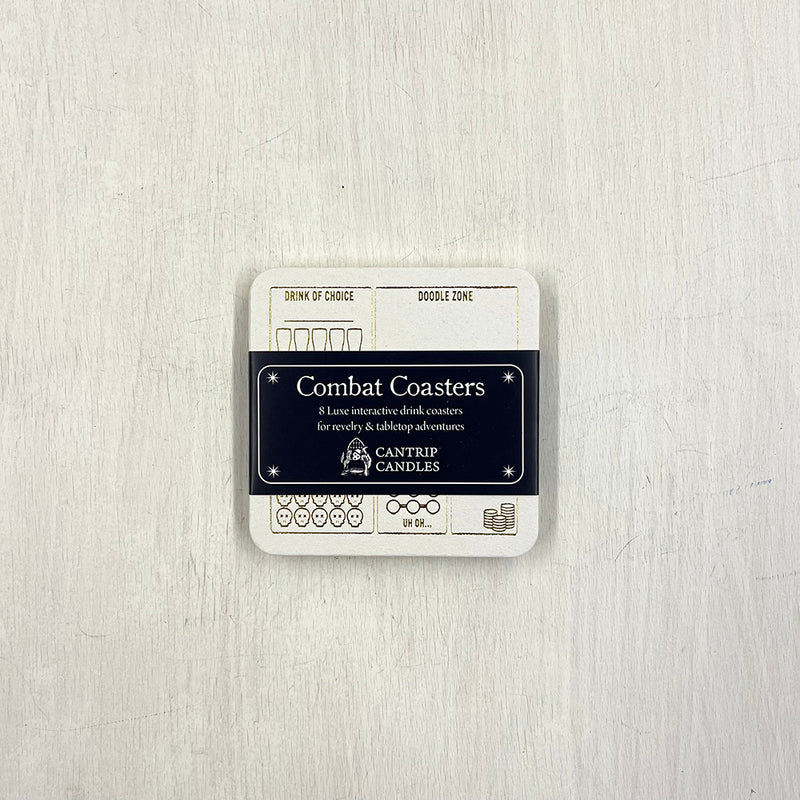 DRINK OF CHOICE
DOODLE ZONE
Combat Coasters
8 Luxe interactive drink coasters
for revelry & tabletop adventures
CANTRIP
CANDLES
UH OH...